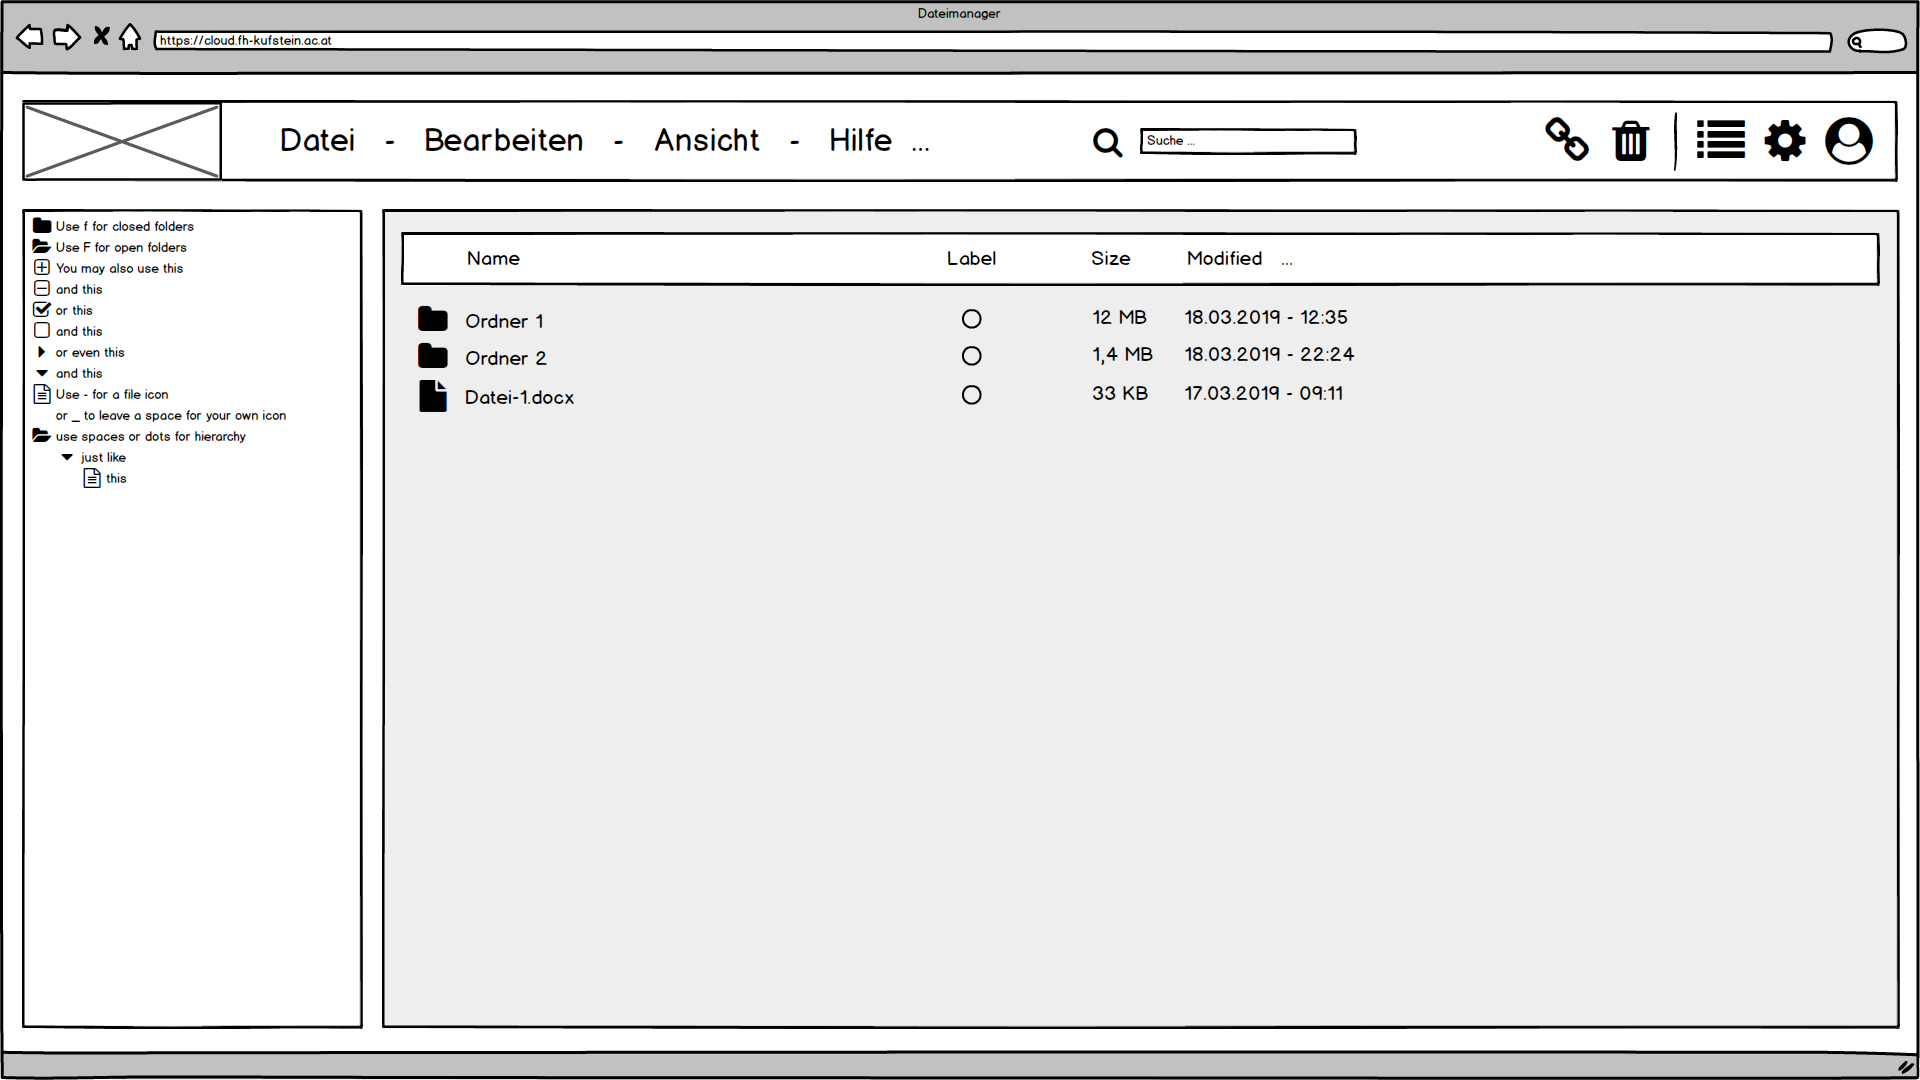 Dateimanager
https://cloud.fh-kufstein.ac.at
Datei - Bearbeiten - Ansicht - Hilfe ...
Suche ...
Use f for closed folders
Use F for open folders
You may also use this
and this
or this
and this
or even this
and this
Use - for a file icon
or _ to leave a space for your own icon
use spaces or dots for hierarchy
just like
this
Name Label Size Modified ...
Ordner 1 12 MB 18.03.2019 - 12:35
Ordner 2 1,4 MB 18.03.2019 - 22:24
Datei-1.docx 33 KB 17.03.2019 - 09:11